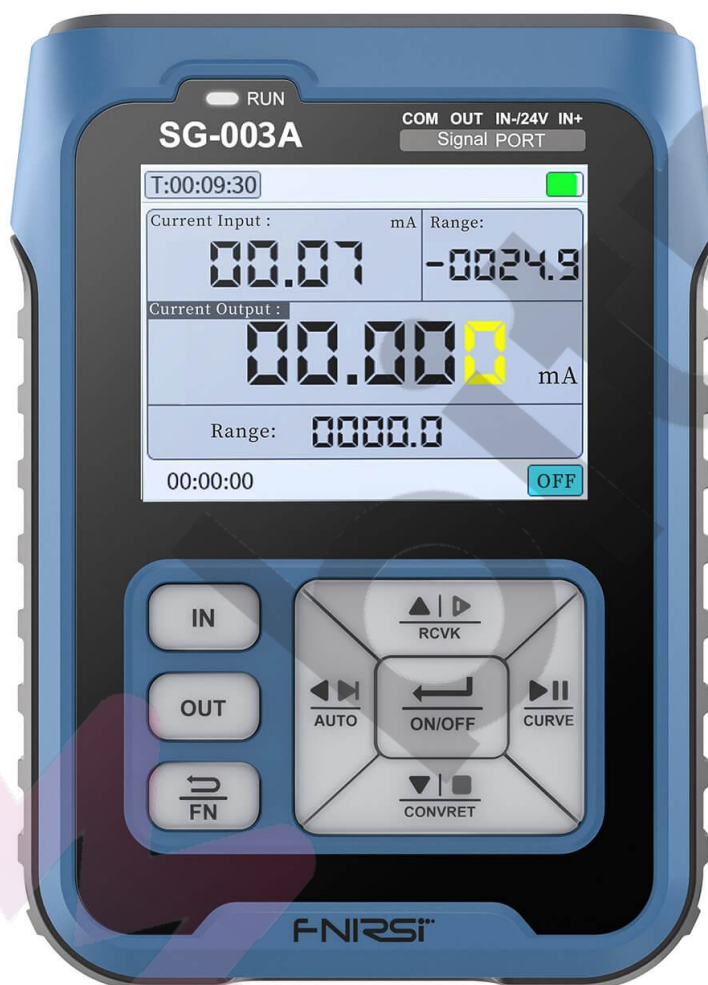 RUN
SG-003A
COM OUT IN-/24V IN+
Signal PORT
T:00:09:30
Current Input : mA
00.07
Range:
-0024.9
Current Output :
00.000 mA
Range: 0000.0
00:00:00 OFF
IN
RCVK
AUTO
ON/OFF
CURVE
OUT
CONVRET
FN
FNIRSI